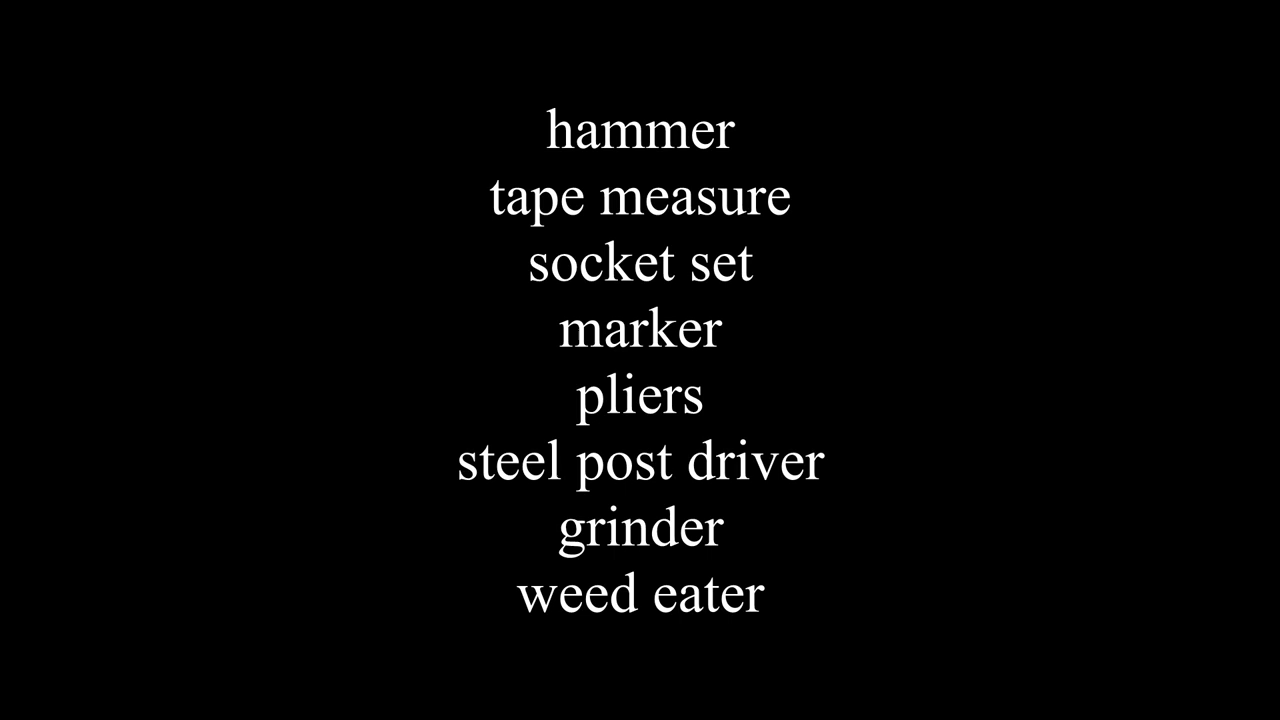 hammer
tape measure
socket set
marker
pliers
steel post driver
grinder
weed eater